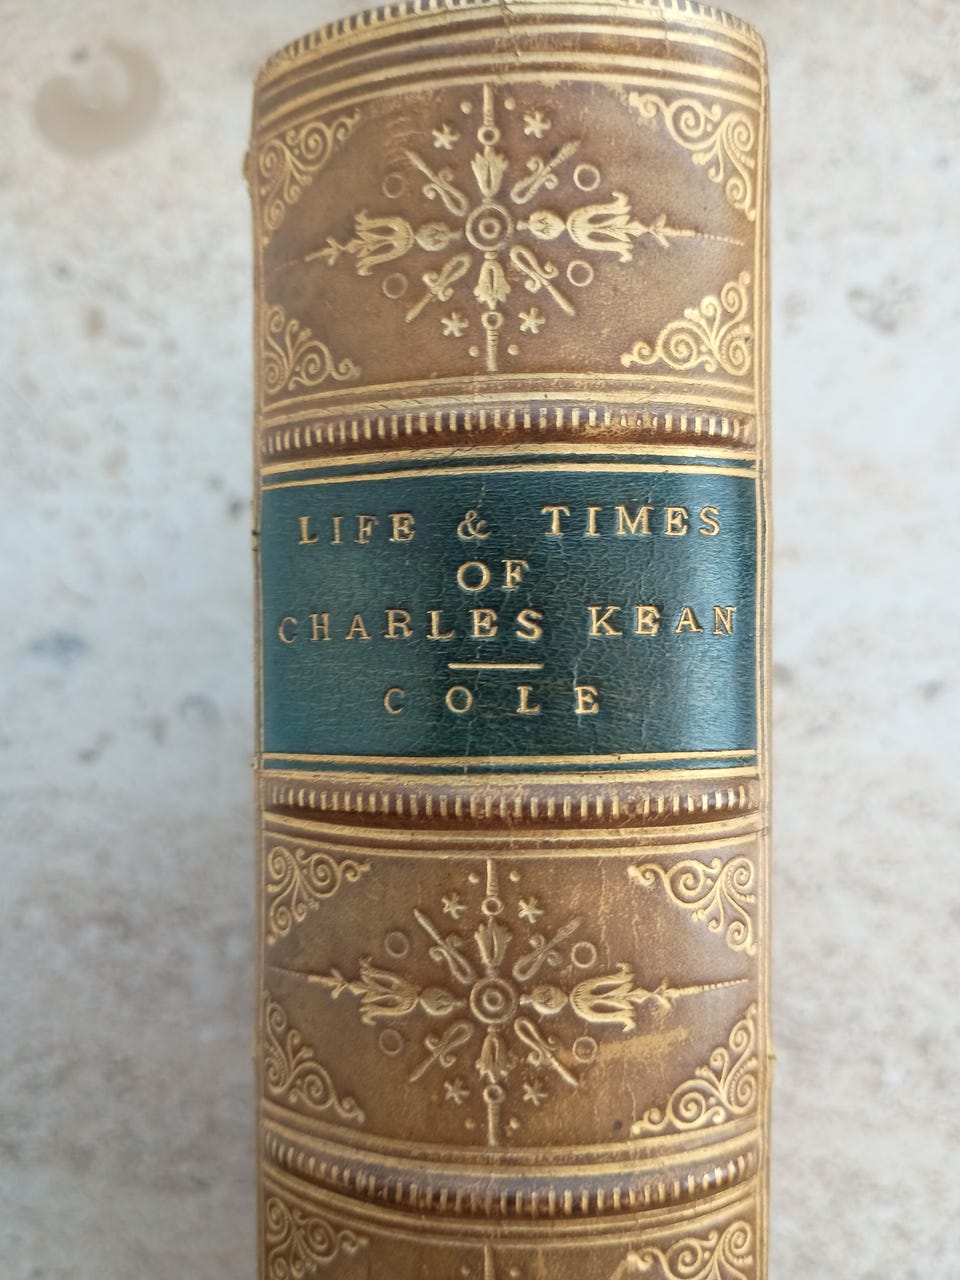 LIFE & TIMES
OF
CHARLES KEAN
COLE